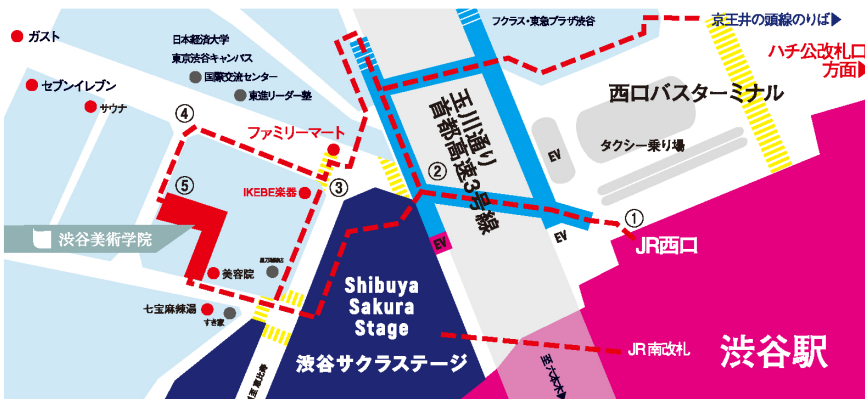 ガスト
日本経済大学
東京渋谷キャンパス
国際交流センター
東進リーダー塾
セブンイレブン
サウナ
フクラス・東急プラザ渋谷
京王井の頭線のりば▶
ハチ公改札口
方面▶
西口バスターミナル
タクシー乗り場
玉川通り
首都高速3号線
ファミリーマート
IKEBE楽器
④
⑤
③
②
①
EV
EV
EV
JR西口
渋谷美術学院
美容院
七宝麻辣湯
すき家
Shibuya
Sakura
Stage
渋谷サクラステージ
JR南改札
渋谷駅
至 恵比寿
至六本木▶